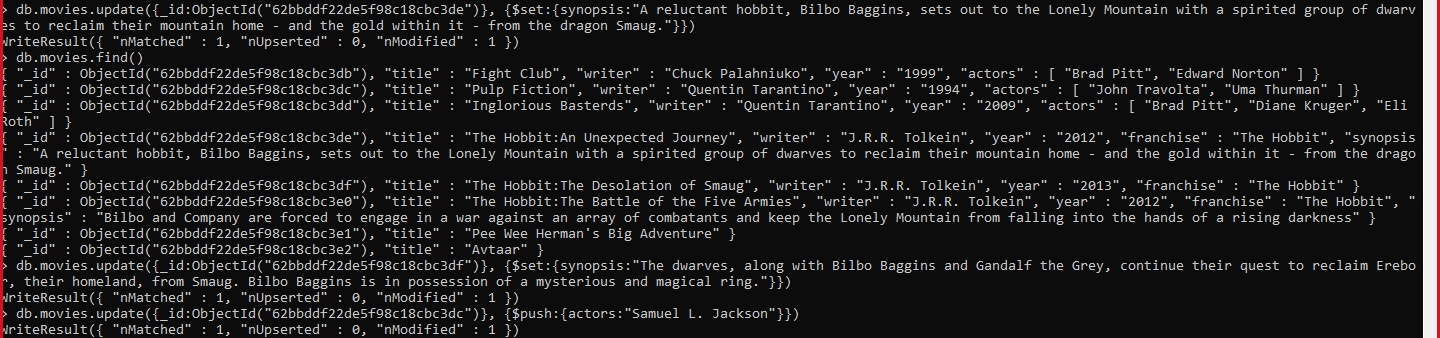 > db.movies.update({_id:ObjectId("62bbddf22de5f98c18cbc3de")}, {$set:{synopsis:"A reluctant hobbit, Bilbo Baggins, sets out to the Lonely Mountain with a spirited group of dwarv
es to reclaim their mountain home - and the gold within it - from the dragon Smaug."}})
WriteResult({ "nMatched" : 1, "nUpserted" : 0, "nModified" : 1 })
> db.movies.find()
{ "_id" : ObjectId("62bbddf22de5f98c18cbc3db"), "title" : "Fight Club", "writer" : "Chuck Palahniuko", "year" : "1999", "actors" : [ "Brad Pitt", "Edward Norton" ] }
{ "_id" : ObjectId("62bbddf22de5f98c18cbc3dc"), "title" : "Pulp Fiction", "writer" : "Quentin Tarantino", "year" : "1994", "actors" : [ "John Travolta", "Uma Thurman" ] }
{ "_id" : ObjectId("62bbddf22de5f98c18cbc3dd"), "title" : "Inglorious Basterds", "writer" : "Quentin Tarantino", "year" : "2009", "actors" : [ "Brad Pitt", "Diane Kruger", "Eli
Roth" ] }
{ "_id" : ObjectId("62bbddf22de5f98c18cbc3de"), "title" : "The Hobbit:An Unexpected Journey", "writer" : "J.R.R. Tolkein", "year" : "2012", "franchise" : "The Hobbit", "synopsis
" : "A reluctant hobbit, Bilbo Baggins, sets out to the Lonely Mountain with a spirited group of dwarves to reclaim their mountain home - and the gold within it - from the drago
n Smaug." }
{ "_id" : ObjectId("62bbddf22de5f98c18cbc3df"), "title" : "The Hobbit:The Desolation of Smaug", "writer" : "J.R.R. Tolkein", "year" : "2013", "franchise" : "The Hobbit" }
{ "_id" : ObjectId("62bbddf22de5f98c18cbc3e0"), "title" : "The Hobbit:The Battle of the Five Armies", "writer" : "J.R.R. Tolkein", "year" : "2012", "franchise" : "The Hobbit", "
synopsis" : "Bilbo and Company are forced to engage in a war against an array of combatants and keep the Lonely Mountain from falling into the hands of a rising darkness" }
{ "_id" : ObjectId("62bbddf22de5f98c18cbc3e1"), "title" : "Pee Wee Herman's Big Adventure" }
{ "_id" : ObjectId("62bbddf22de5f98c18cbc3e2"), "title" : "Avtaar" }
> db.movies.update({_id:ObjectId("62bbddf22de5f98c18cbc3df")}, {$set:{synopsis:"The dwarves, along with Bilbo Baggins and Gandalf the Grey, continue their quest to reclaim Erebo
r, their homeland, from Smaug. Bilbo Baggins is in possession of a mysterious and magical ring."}})
WriteResult({ "nMatched" : 1, "nUpserted" : 0, "nModified" : 1 })
> db.movies.update({_id:ObjectId("62bbddf22de5f98c18cbc3dc")}, {$push:{actors:"Samuel L. Jackson"}})
WriteResult({ "nMatched" : 1, "nUpserted" : 0, "nModified" : 1 })